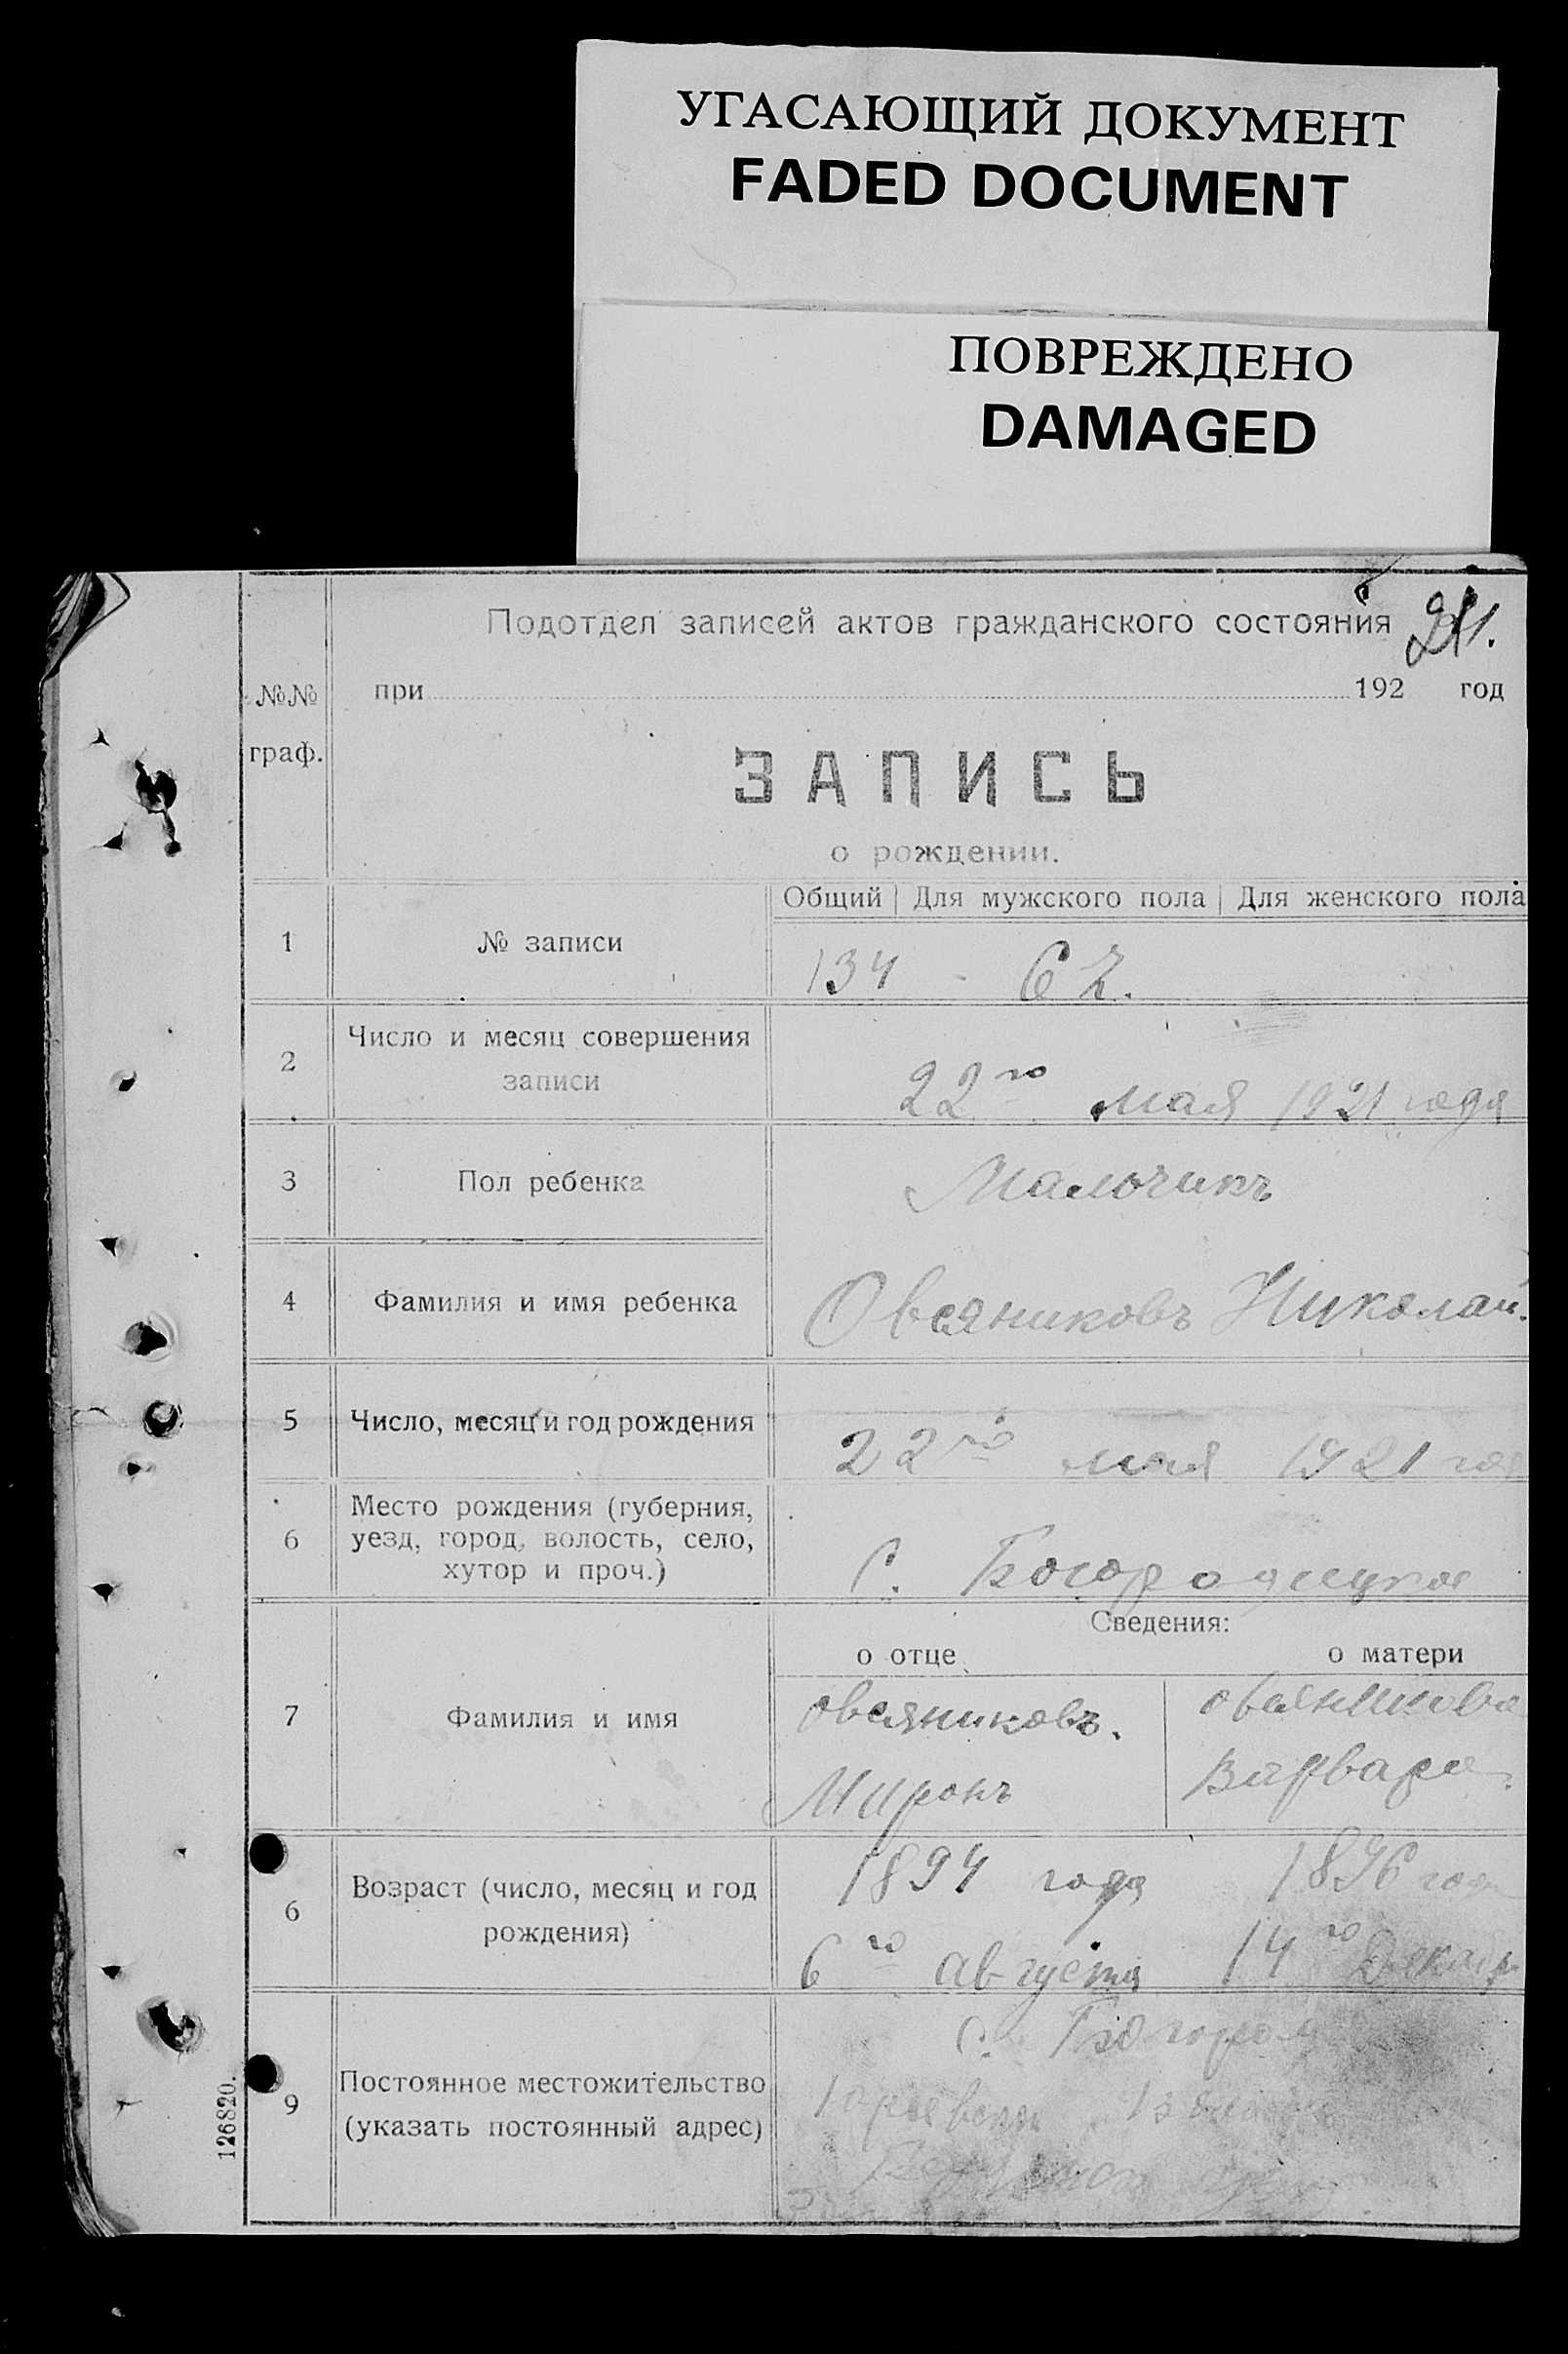 УГАСАЮЩИЙ ДОКУМЕНТ
FADED DOCUMENT
ПОВРЕЖДЕНО
DAMAGED
Подотдел записей актов гражданского состояния
№№ при 192 год
граф.
ЗАПИСЬ
о рождении.
Общий Для мужского пола Для женского пола
1 № записи
134 -
2 Число и месяц совершения
записи
22го мая 1921 года
3 Пол ребенка Мальчикъ
4 Фамилия и имя ребенка Овсяниковъ Николай.
5 Число, месяц и год рождения 22го мая 1921
6 Место рождения (губерния,
уезд, город, волость, село,
хутор и проч.)
С. Богородицкое
Сведения:
о отце о матери
7 Фамилия и имя
Овсяниковъ. Овсяникова
Миронъ Варвара.
6 Возраст (число, месяц и год
рождения)
1894 года 1896
6го августа 14го
9 Постоянное местожительство
(указать постоянный адрес)
С.
126820.